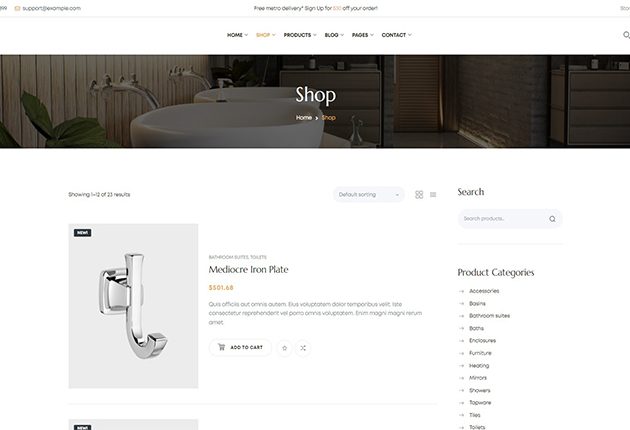 899 support@example.com Free metro delivery* Sign Up for $30 off your order!
HOME SHOP PRODUCTS BLOG PAGES CONTACT
Shop
Home Shop
Showing 1–12 of 23 results
Default sorting
NEW!
BATHROOM SUITES, TOILETS
Mediocre Iron Plate
$501.68
Quis officiis aut omnis autem. Eius voluptatem dolor temporibus velit. Iste
consectetur reprehenderit vel porro omnis voluptatem. Enim magni magni rerum
amet.
ADD TO CART
NEW!
Search
Search products…
Product Categories
Accessories
Basins
Bathroom suites
Baths
Enclosures
Furniture
Heating
Mirrors
Showers
Tapware
Tiles
Toilets